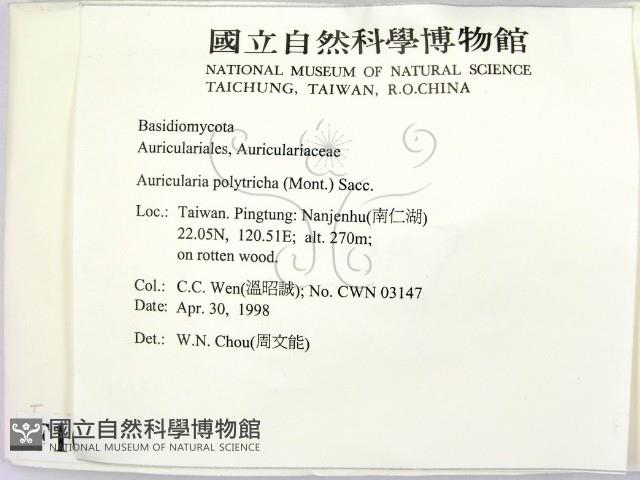 國立自然科學博物館
NATIONAL MUSEUM OF NATURAL SCIENCE
TAICHUNG, TAIWAN, R.O.CHINA
Basidiomycota
Auriculariales, Auriculariaceae
Auricularia polytricha (Mont.) Sacc.
Loc.: Taiwan. Pingtung: Nanjenhu(南仁湖)
22.05N, 120.51E; alt. 270m;
on rotten wood.
Col.: C.C. Wen(溫昭誠); No. CWN 03147
Date: Apr. 30, 1998
Det.: W.N. Chou(周文能)
國立自然科學博物館
NATIONAL MUSEUM OF NATURAL SCIENCE